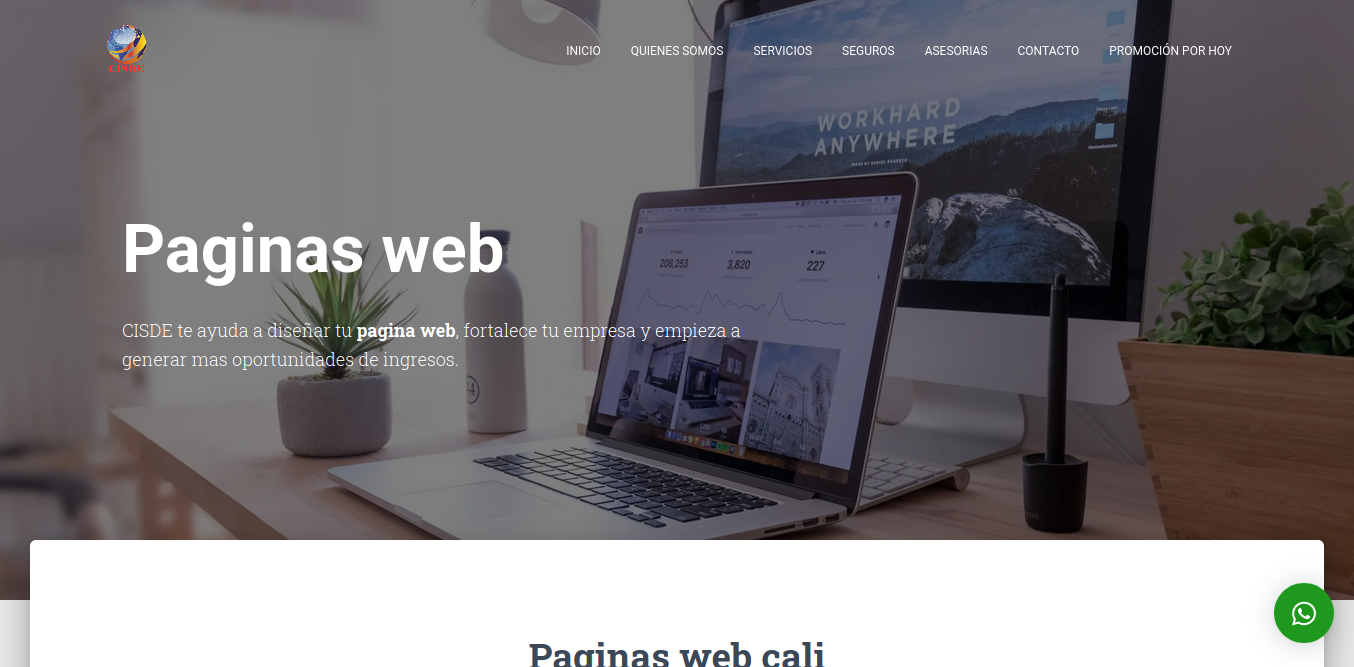 CISDE
INICIO QUIENES SOMOS SERVICIOS SEGUROS ASESORIAS CONTACTO PROMOCIÓN POR HOY
WORKHARD
ANYWHERE
Paginas web
206,253 3,820 227
CISDE te ayuda a diseñar tu pagina web, fortalece tu empresa y empieza a
generar mas oportunidades de ingresos.
Paginas web cali